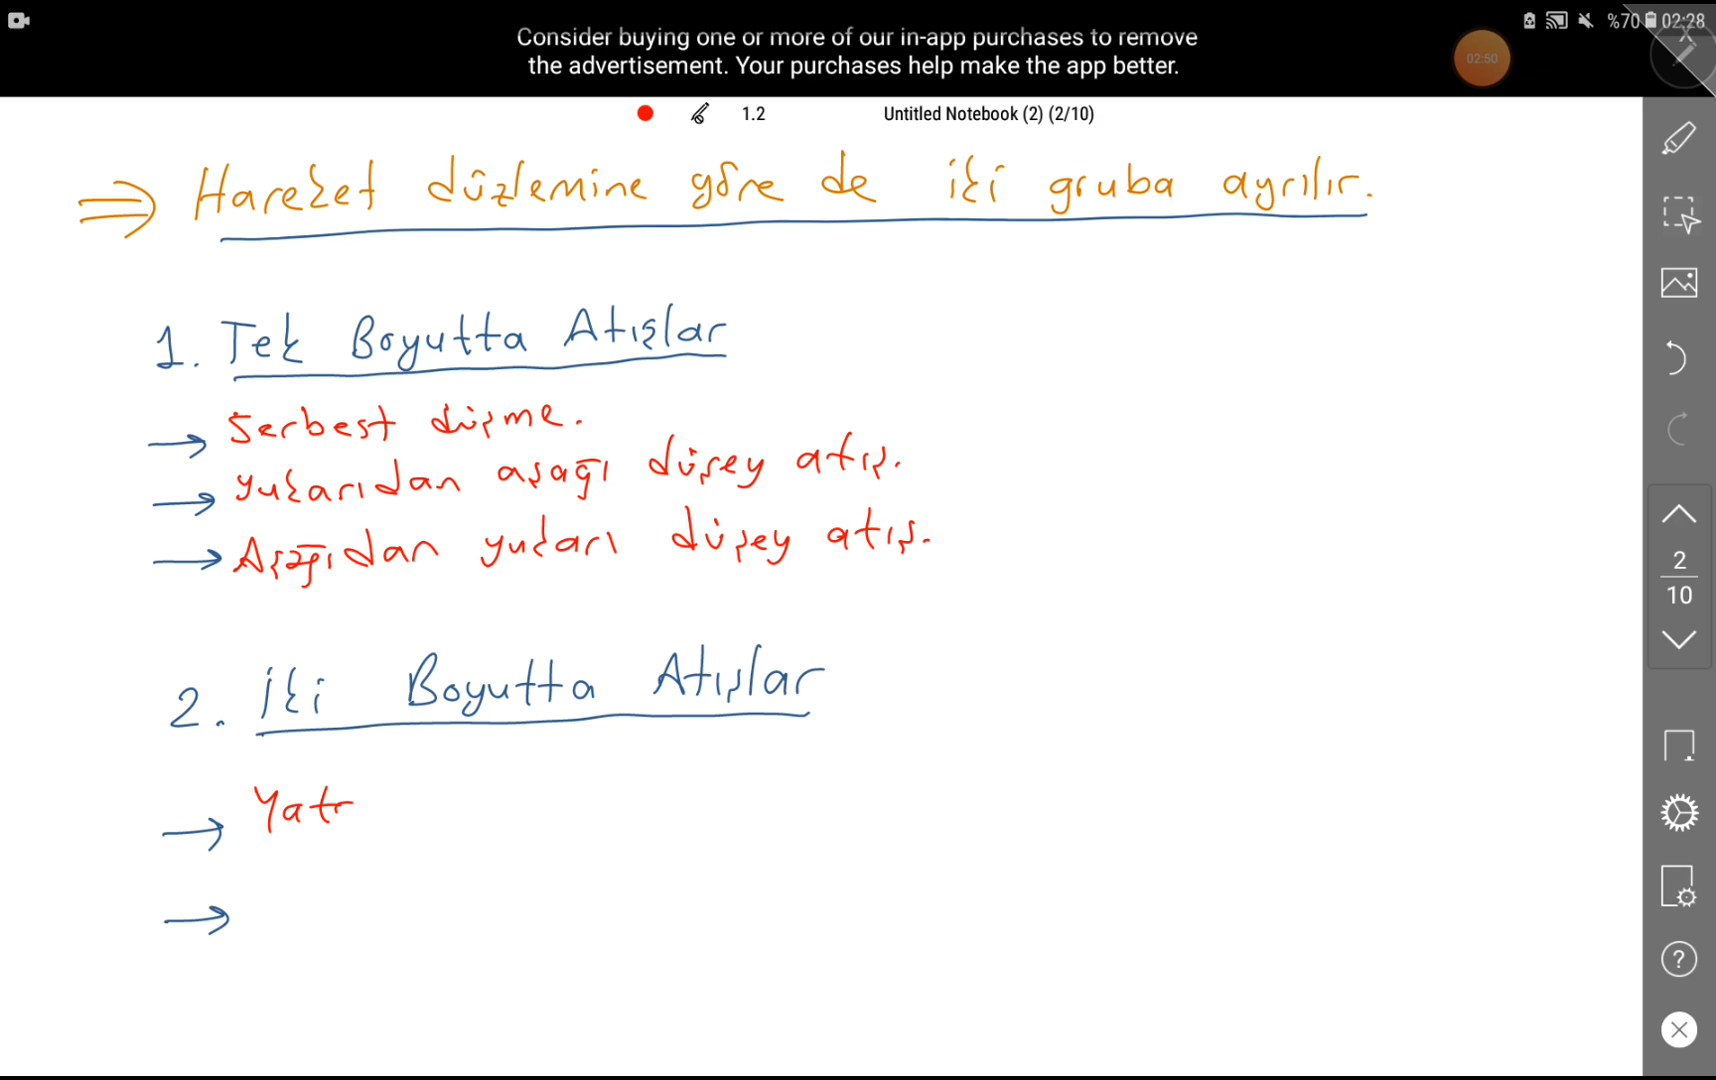 %70 02:28
Consider buying one or more of our in-app purchases to remove
the advertisement. Your purchases help make the app better.
02:50
X
1.2 Untitled Notebook (2) (2/10)
⇒ Hareket düzlemine göre de iki gruba ayrılır.
1. Tek Boyutta Atışlar
→ Serbest düşme.
→ yukarıdan aşağı düşey atış.
→ Aşağıdan yukarı düşey atış.
2. İki Boyutta Atışlar
→ Yatr
→
2
10
?